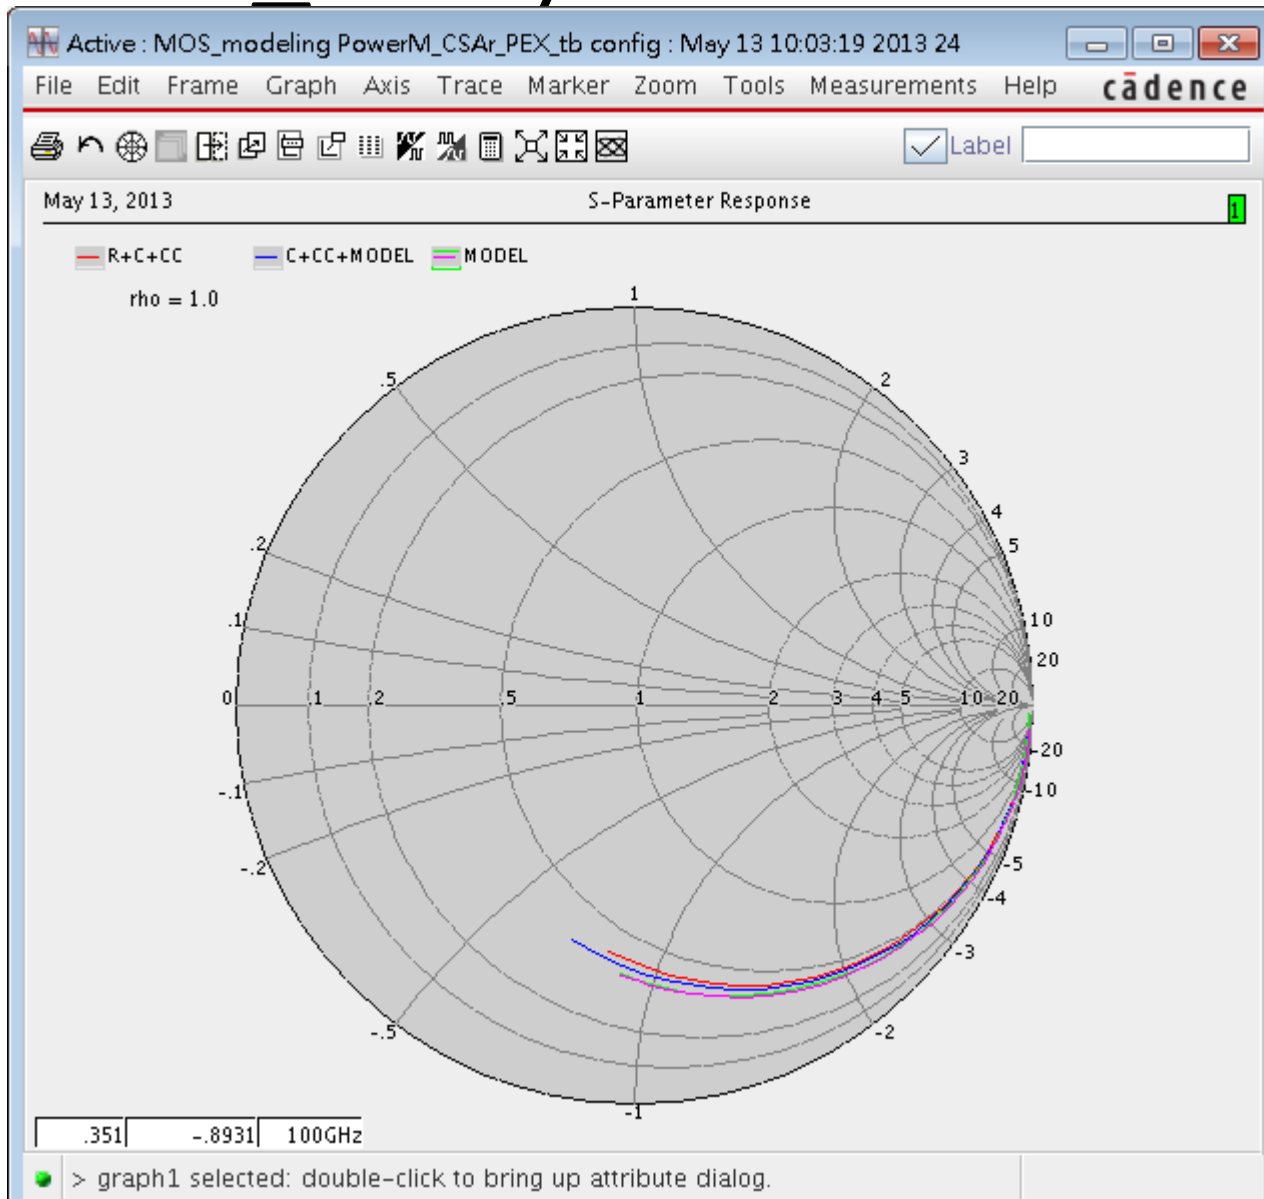 Active : MOS_modeling PowerM_CSAr_PEX_tb config : May 13 10:03:19 2013 24
File Edit Frame Graph Axis Trace Marker Zoom Tools Measurements Help cādence
Label
May 13, 2013 S-Parameter Response 1
R+C+CC C+CC+MODEL MODEL
rho = 1.0
1
.5 2
3
4
.2 5
.1 10
20
0 .1 .2 .5 1 2 3 4 5 10 20
-20
-.1 -10
-.2 -5
-4
-3
-.5 -2
-1
.351 -.8931 100GHz
> graph1 selected: double-click to bring up attribute dialog.